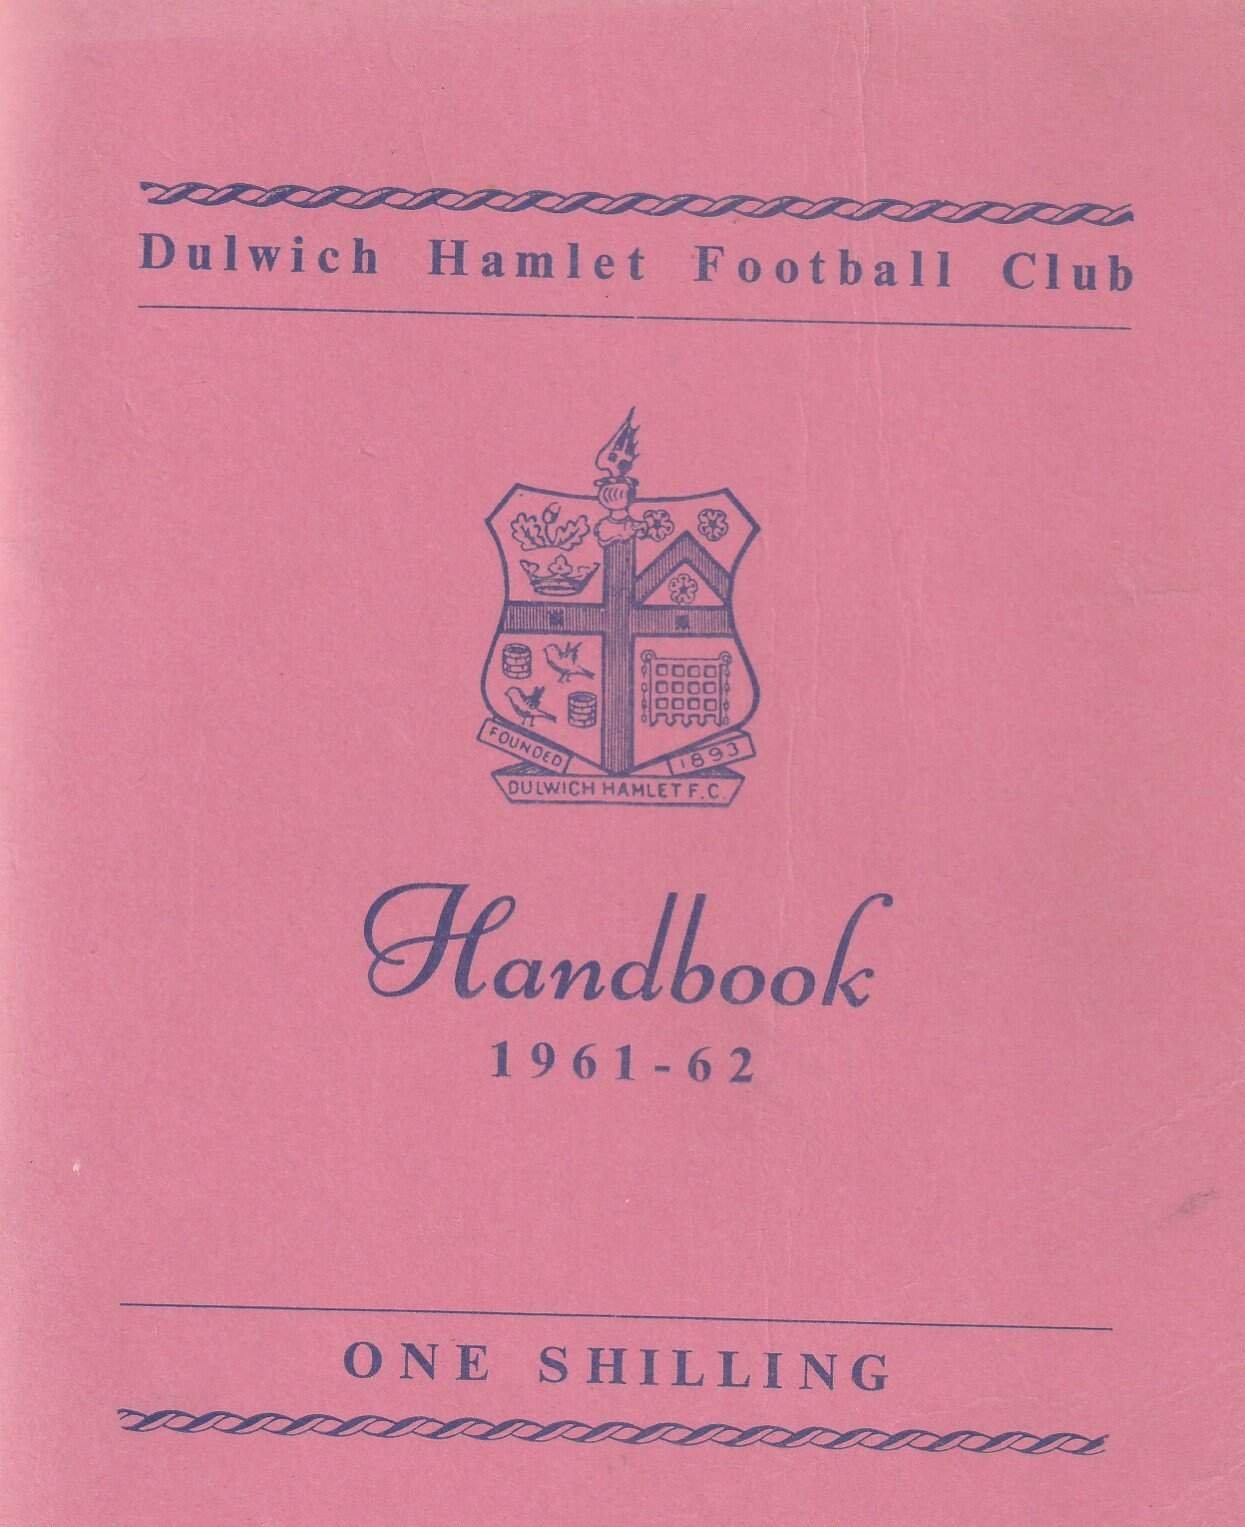 Dulwich Hamlet Football Club
FOUNDED 1893
DULWICH HAMLET F.C.
Handbook
1961-62
ONE SHILLING